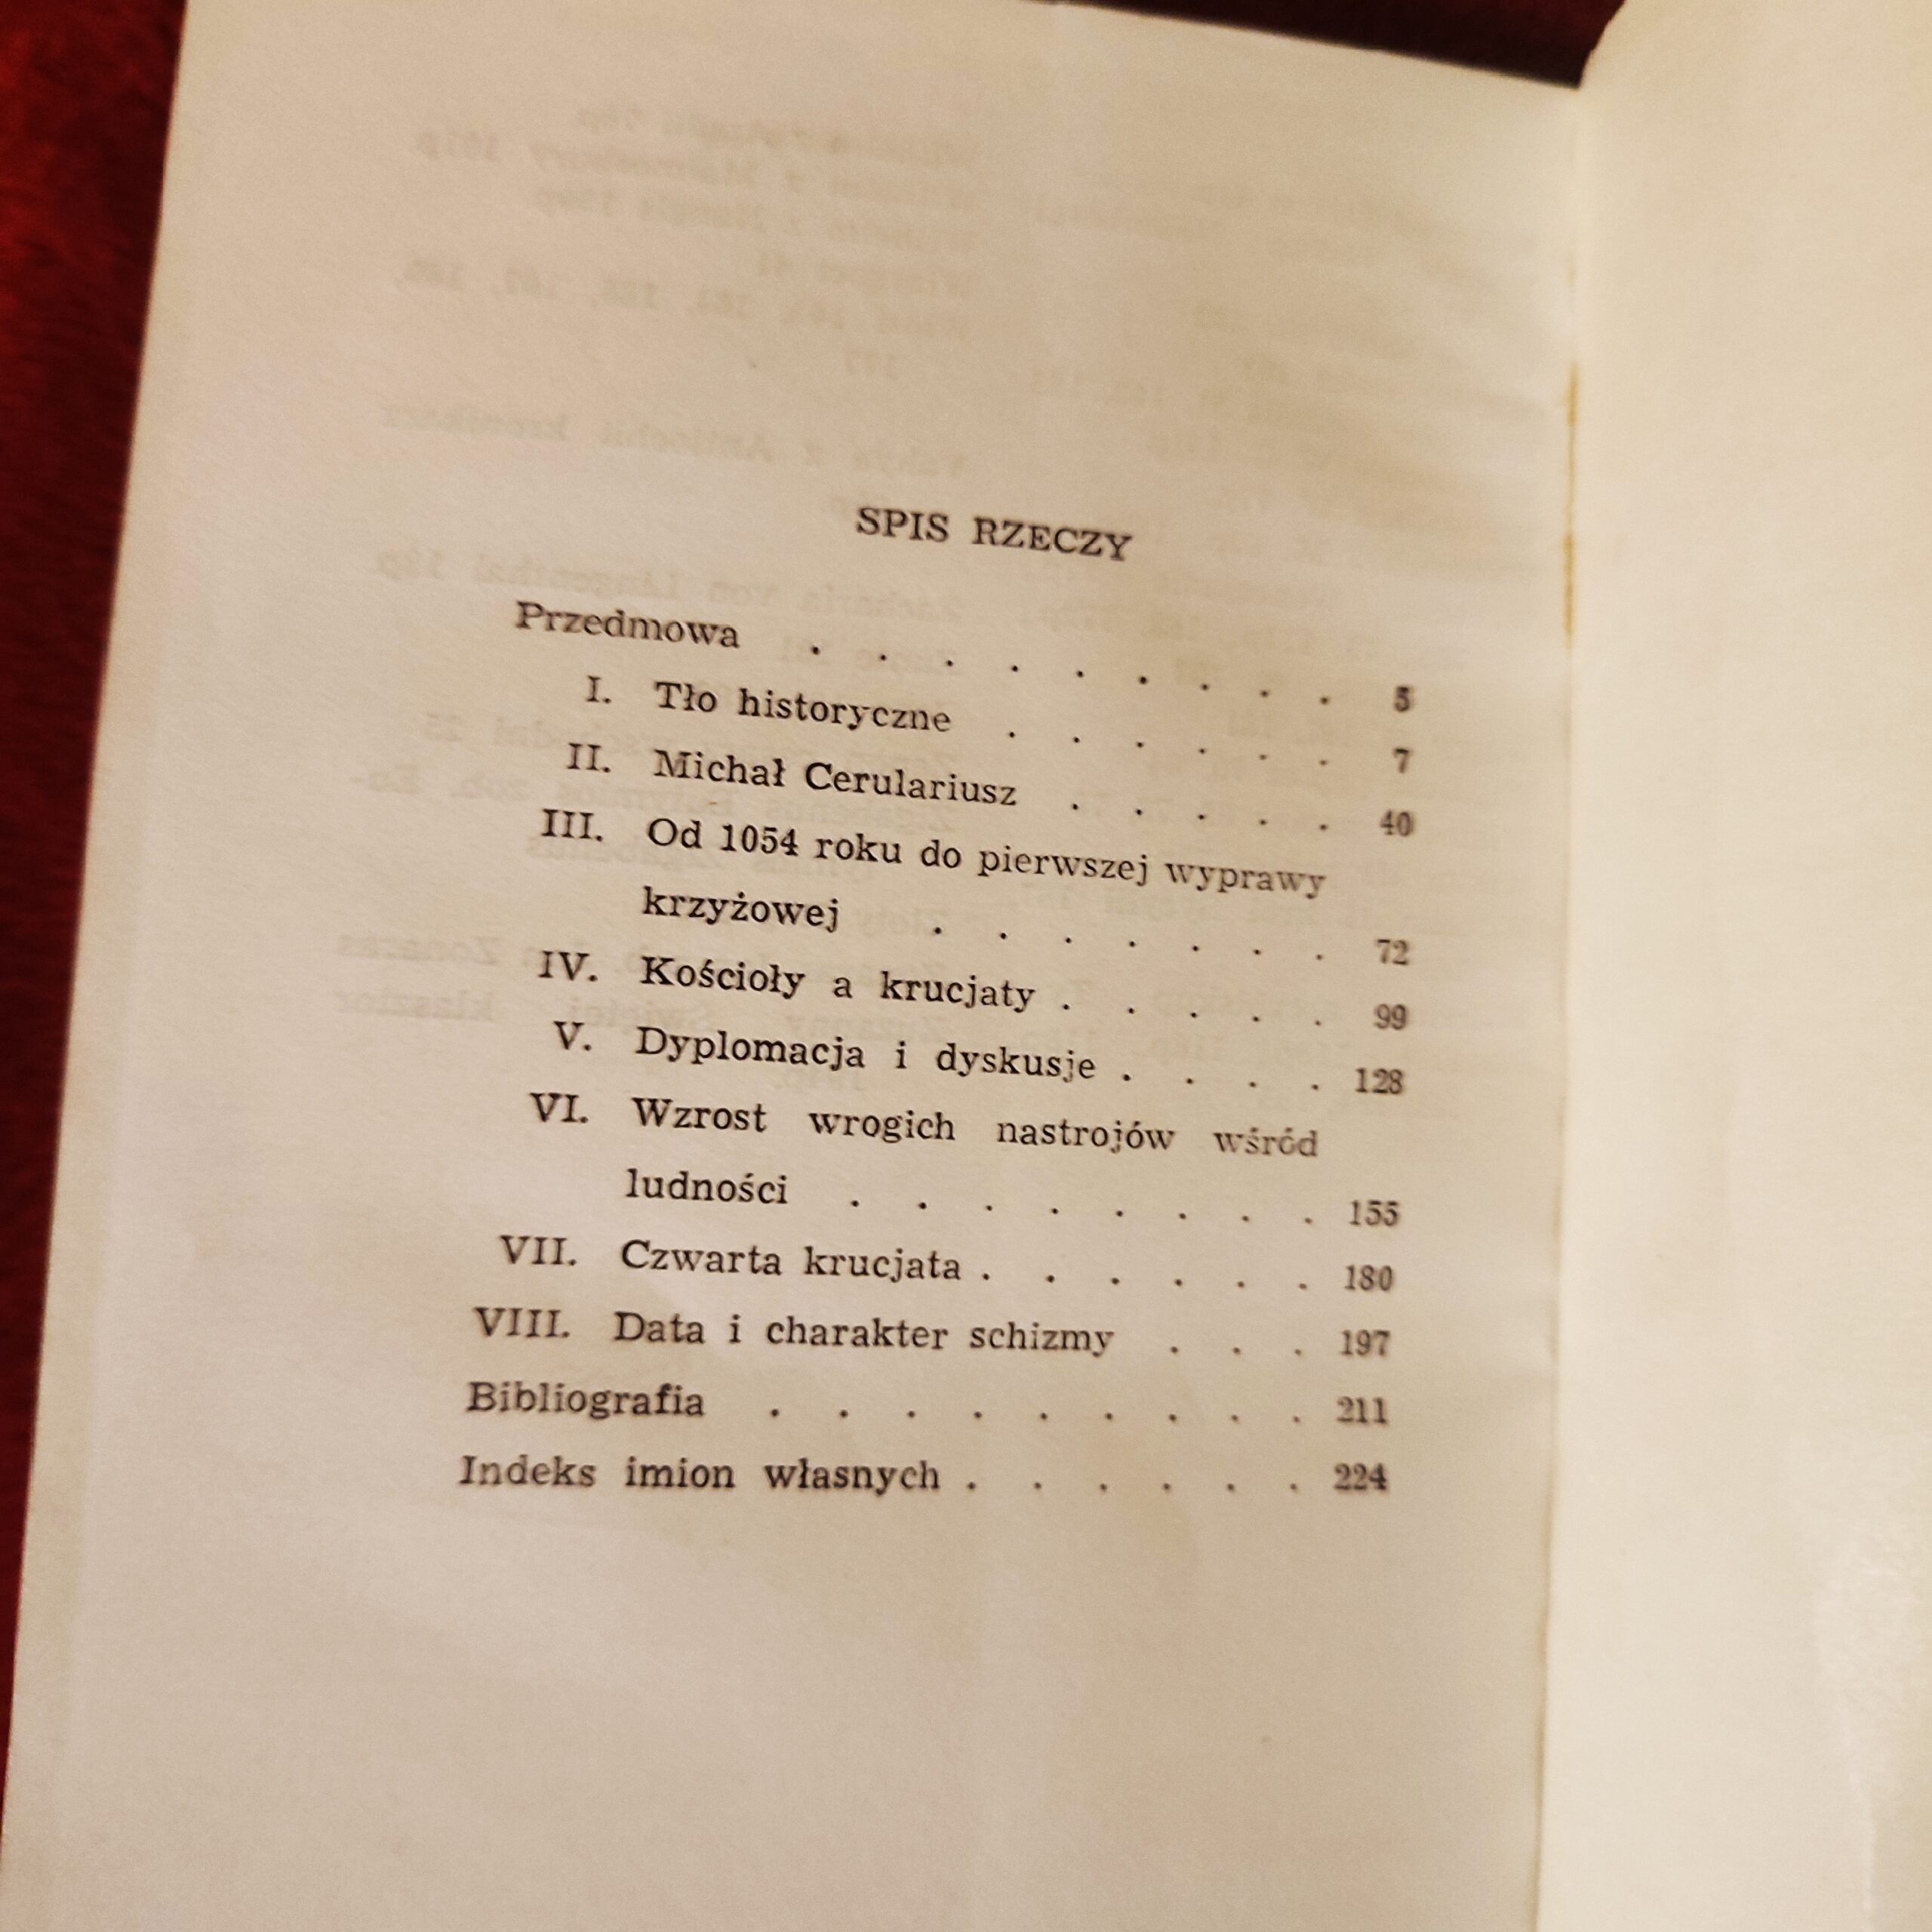 SPIS RZECZY
Przedmowa . . . . . . . . . 5
I. Tło historyczne . . . . . . 7
II. Michał Cerulariusz . . . . . 40
III. Od 1054 roku do pierwszej wyprawy
krzyżowej . . . . . . . 72
IV. Kościoły a krucjaty . . . . . 99
V. Dyplomacja i dyskusje . . . . 128
VI. Wzrost wrogich nastrojów wśród
ludności . . . . . . . . 155
VII. Czwarta krucjata . . . . . . 180
VIII. Data i charakter schizmy . . . 197
Bibliografia . . . . . . . . . 211
Indeks imion własnych . . . . . . 224